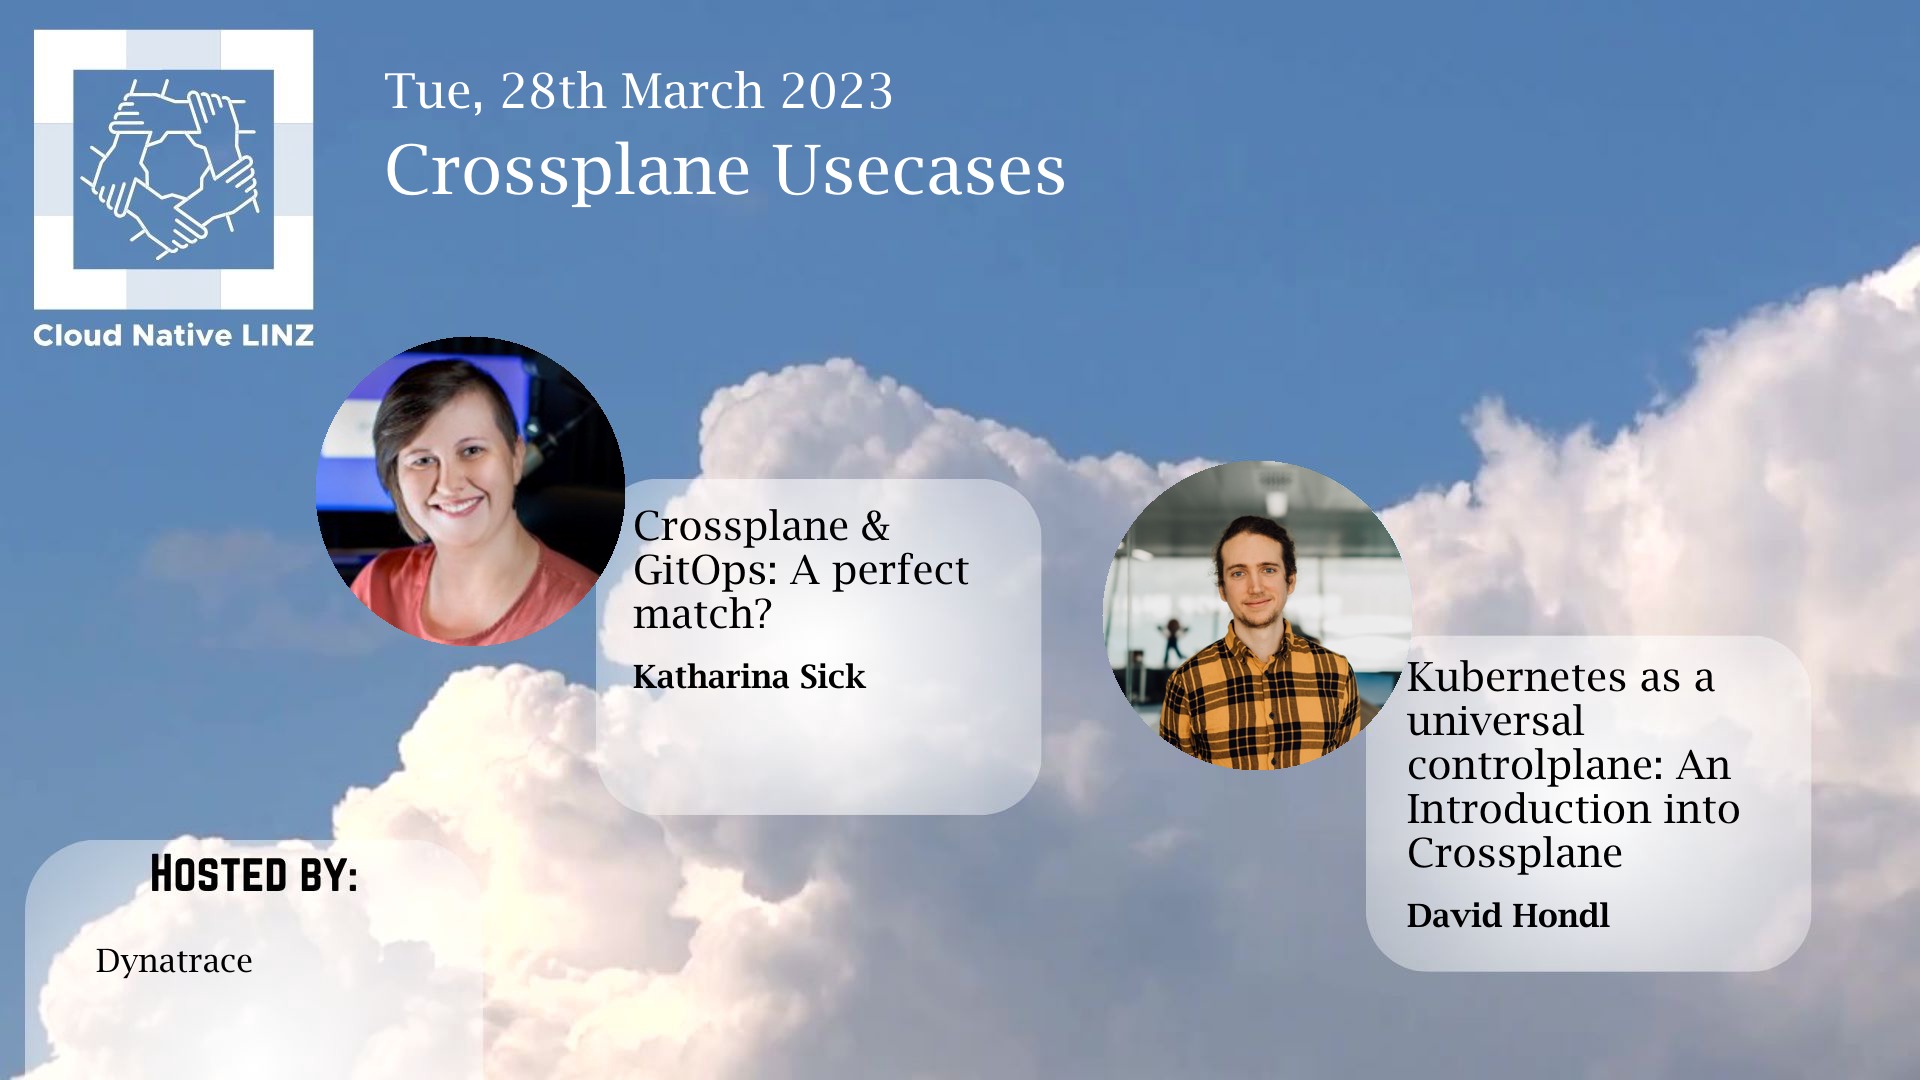 Tue, 28th March 2023
Crossplane Usecases
Cloud Native LINZ
Crossplane &
GitOps: A perfect
match?
Katharina Sick
Kubernetes as a
universal
controlplane: An
Introduction into
Crossplane
David Hondl
HOSTED BY:
Dynatrace